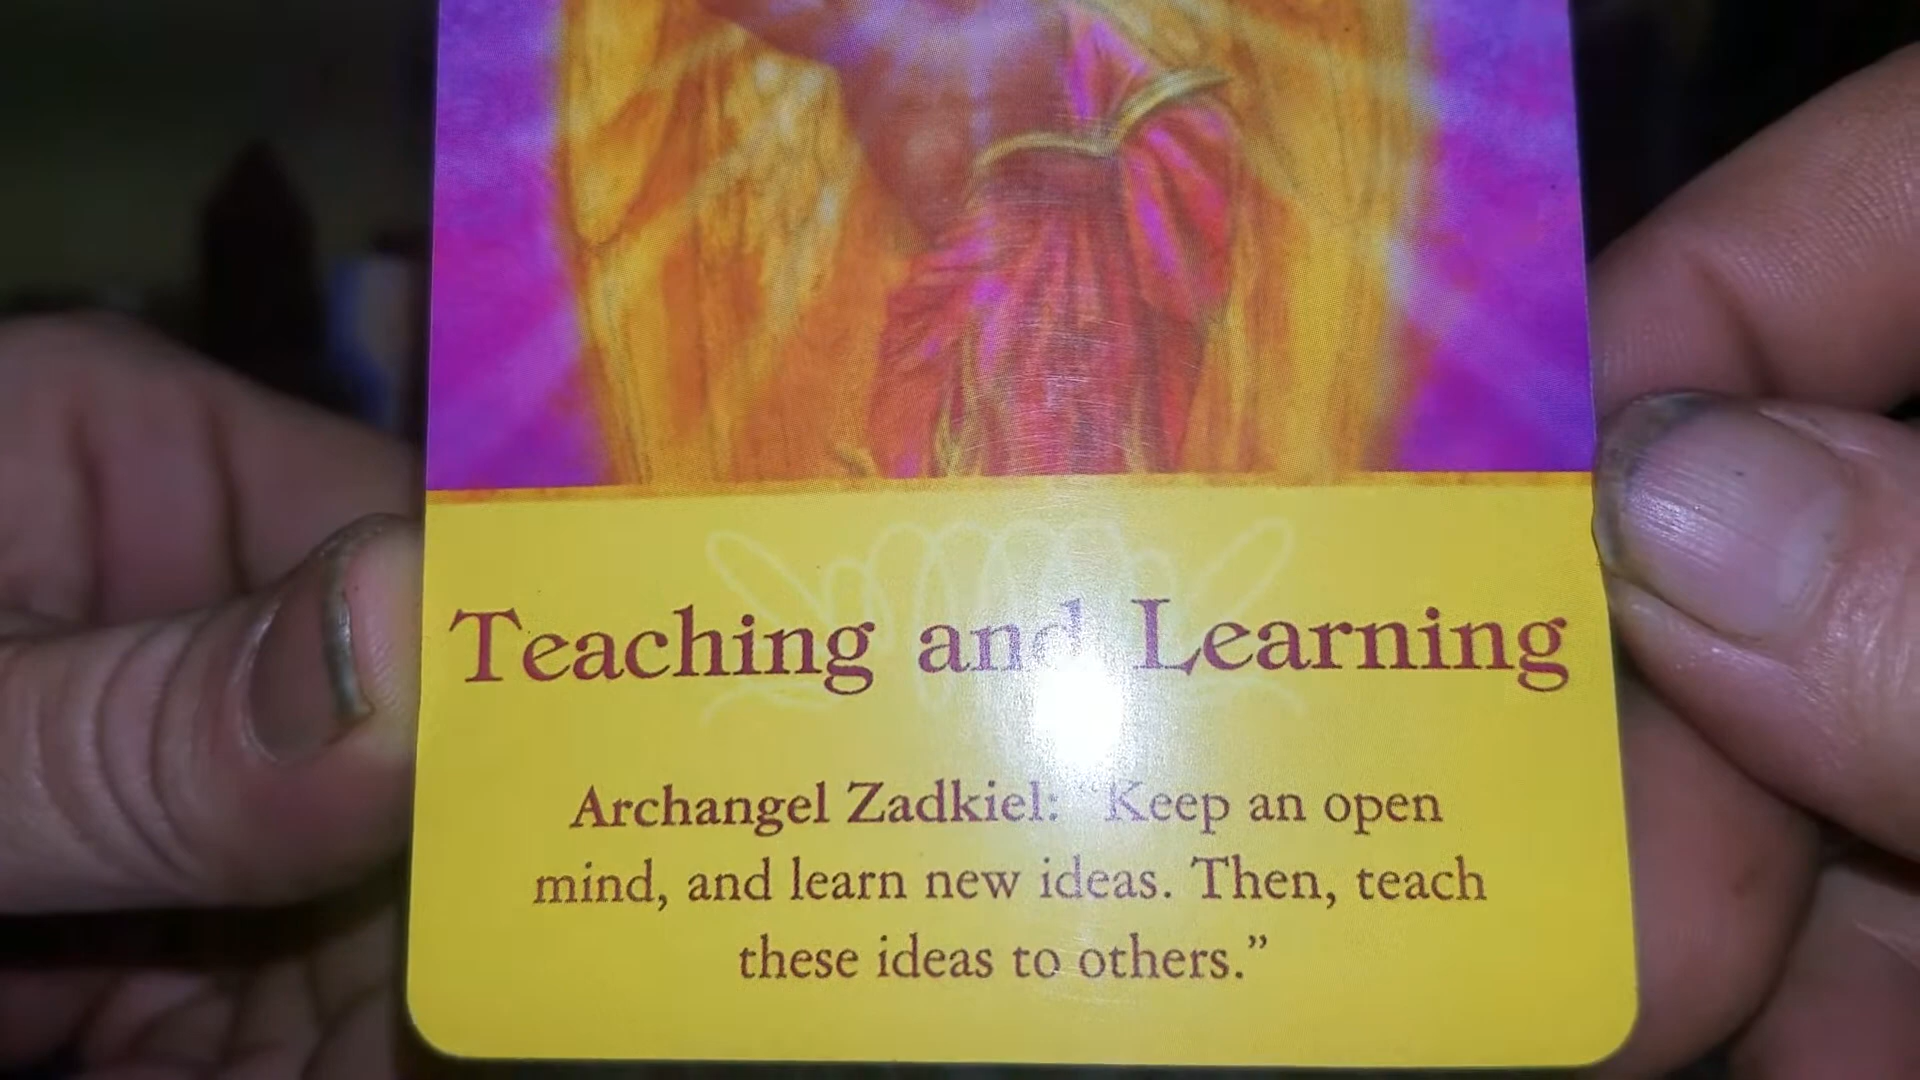 Teaching and Learning
Archangel Zadkiel: "Keep an open
mind, and learn new ideas. Then, teach
these ideas to others.”